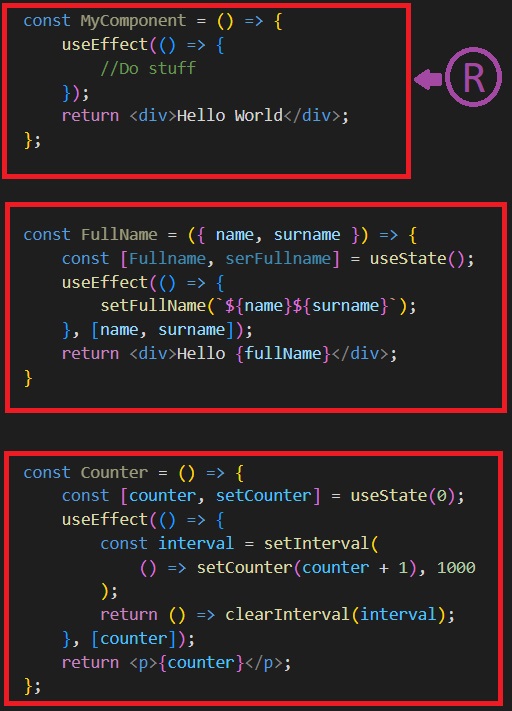 const MyComponent = () => {
    useEffect(() => {
        //Do stuff
    });
    return <div>Hello World</div>;
};
R
const FullName = ({ name, surname }) => {
    const [Fullname, serFullname] = useState();
    useEffect(() => {
        setFullName(`${name}${surname}`);
    }, [name, surname]);
    return <div>Hello {fullName}</div>;
}
const Counter = () => {
    const [counter, setCounter] = useState(0);
    useEffect(() => {
        const interval = setInterval(
            () => setCounter(counter + 1), 1000
        );
        return () => clearInterval(interval);
    }, [counter]);
    return <p>{counter}</p>;
};